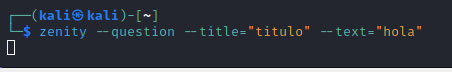 ┌──(kali㉿kali)-[~]
└─$ zenity --question --title="titulo" --text="hola"